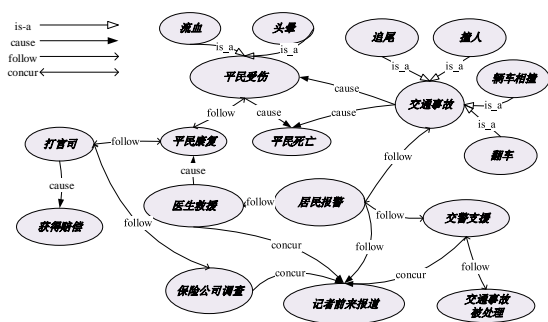 is-a
cause
follow
concur
流血
头晕
is_a
is_a
平民受伤
追尾
撞人
is_a
is_a
辆车相撞
is_a
交通事故
is_a
翻车
cause
cause
cause
follow
follow
打官司
follow
平民康复
平民死亡
cause
cause
获得赔偿
医生救援
follow
居民报警
follow
交警支援
follow
follow
concur
concur
follow
保险公司调查
concur
记者前来报道
交通事故
被处理